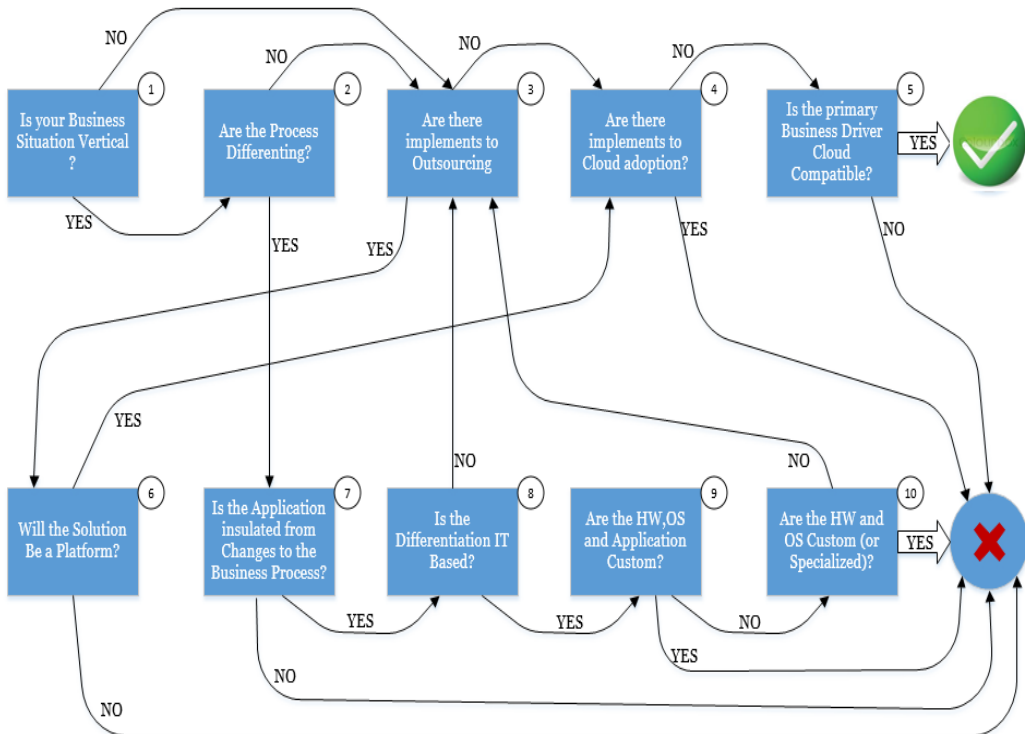 NO
NO
NO
NO
1
2
3
4
5
Is your Business
Situation Vertical
?
Are the Process
Differenting?
Are there
implements to
Outsourcing
Are there
implements to
Cloud adoption?
Is the primary
Business Driver
Cloud
Compatible?
YES
YES
YES
YES
YES
NO
YES
NO
NO
6
7
8
9
10
Will the Solution
Be a Platform?
Is the Application
insulated from
Changes to the
Business Process?
Is the
Differentiation IT
Based?
Are the HW,OS
and Application
Custom?
Are the HW and
OS Custom (or
Specialized)?
YES
YES
YES
NO
YES
NO
NO